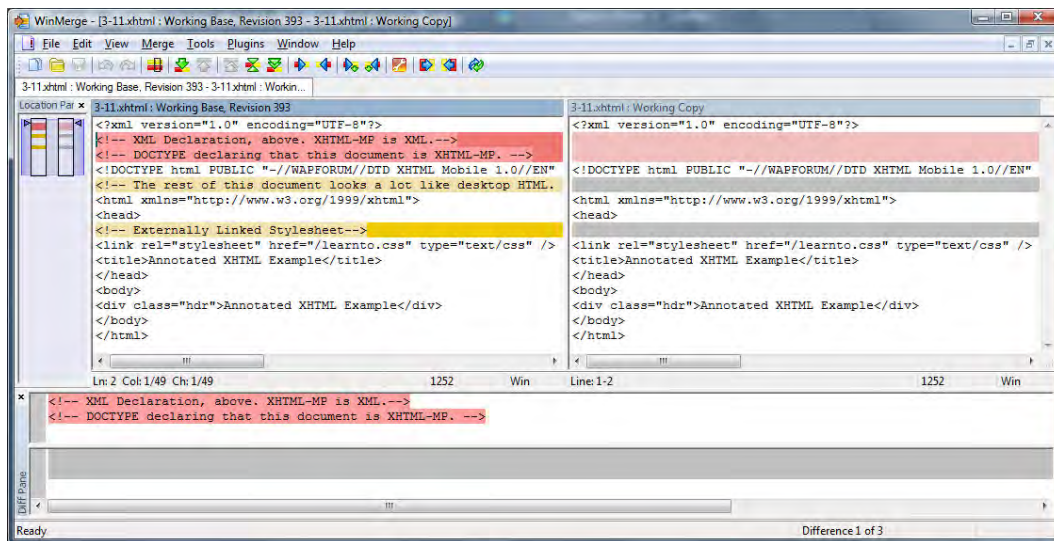 WinMerge - [3-11.xhtml : Working Base, Revision 393 - 3-11.xhtml : Working Copy]
File Edit View Merge Tools Plugins Window Help
3-11.xhtml : Working Base, Revision 393 - 3-11.xhtml : Workin...
Location Par
3-11.xhtml : Working Base, Revision 393
<?xml version="1.0" encoding="UTF-8"?>
<!-- XML Declaration, above. XHTML-MP is XML.-->
<!-- DOCTYPE declaring that this document is XHTML-MP. -->
<!DOCTYPE html PUBLIC "-//WAPFORUM//DTD XHTML Mobile 1.0//EN"
<!-- The rest of this document looks a lot like desktop HTML.
<html xmlns="http://www.w3.org/1999/xhtml">
<head>
<!-- Externally Linked Stylesheet-->
<link rel="stylesheet" href="/learnto.css" type="text/css" />
<title>Annotated XHTML Example</title>
</head>
<body>
<div class="hdr">Annotated XHTML Example</div>
</body>
</html>
Ln: 2 Col: 1/49 Ch: 1/49 1252 Win
3-11.xhtml : Working Copy
<?xml version="1.0" encoding="UTF-8"?>
<!DOCTYPE html PUBLIC "-//WAPFORUM//DTD XHTML Mobile 1.0//EN"
<html xmlns="http://www.w3.org/1999/xhtml">
<head>
<link rel="stylesheet" href="/learnto.css" type="text/css" />
<title>Annotated XHTML Example</title>
</head>
<body>
<div class="hdr">Annotated XHTML Example</div>
</body>
</html>
Line: 1-2 1252 Win
<!-- XML Declaration, above. XHTML-MP is XML.-->
<!-- DOCTYPE declaring that this document is XHTML-MP. -->
Diff Pane
Ready Difference 1 of 3